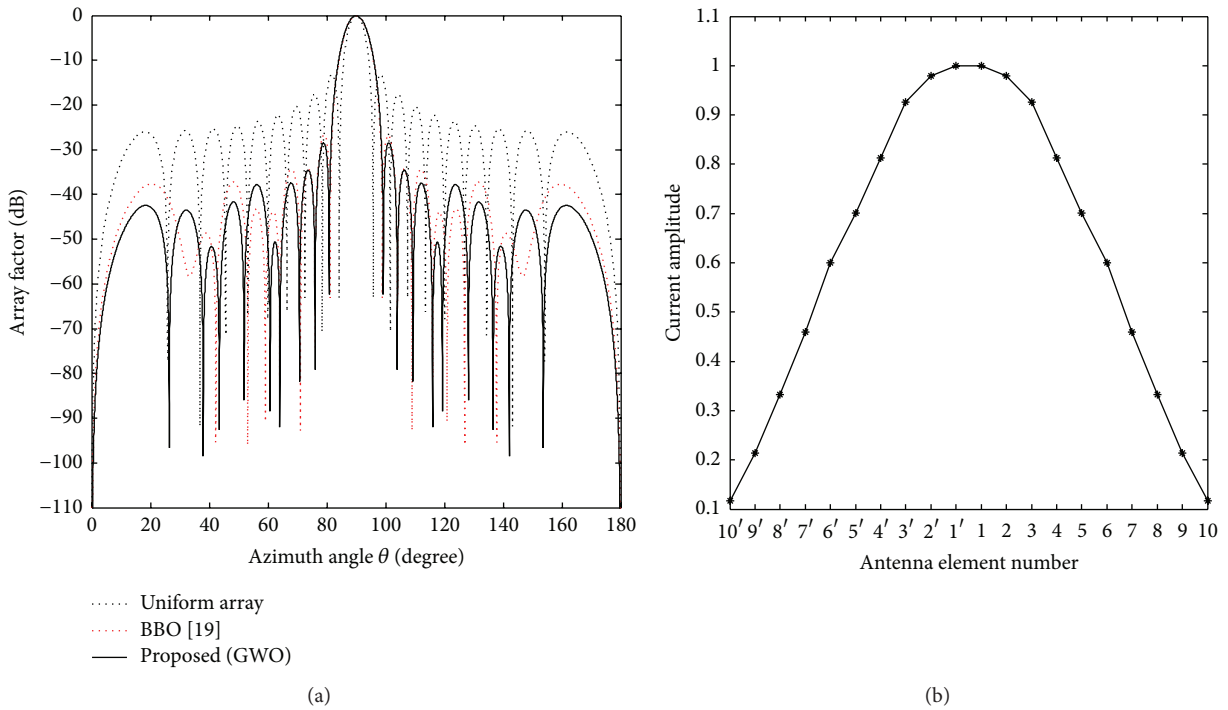 0
−10
−20
−30
−40
−50
−60
−70
−80
−90
−100
−110
Array factor (dB)
0 20 40 60 80 100 120 140 160 180
Azimuth angle θ (degree)
Uniform array
BBO [19]
Proposed (GWO)
(a)
1.1
1
0.9
0.8
0.7
0.6
0.5
0.4
0.3
0.2
0.1
Current amplitude
10′ 9′ 8′ 7′ 6′ 5′ 4′ 3′ 2′ 1′ 1 2 3 4 5 6 7 8 9 10
Antenna element number
(b)